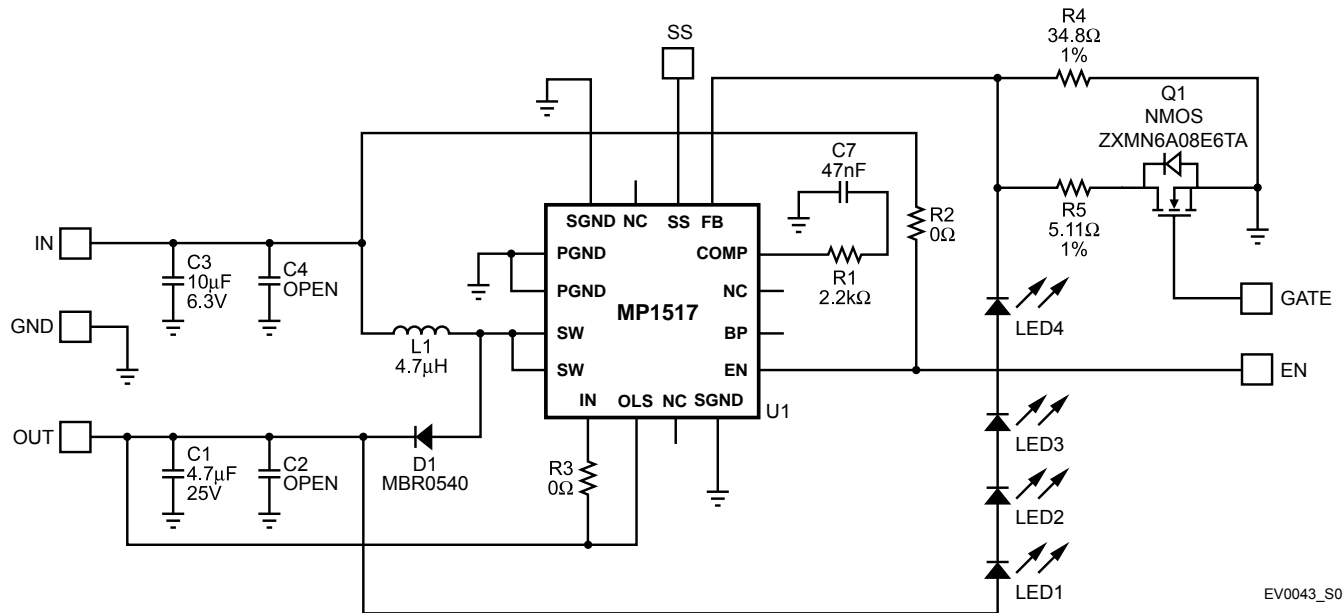 SS
R4
34.8Ω
1%
Q1
NMOS
ZXMN6A08E6TA
C7
47nF
R2
0Ω
R5
5.11Ω
1%
IN
C3
10µF
6.3V
C4
OPEN
SGND NC SS FB
PGND
PGND
SW
SW
IN OLS NC SGND
COMP
NC
BP
EN
MP1517
U1
R1
2.2kΩ
GND
L1
4.7µH
GATE
LED4
EN
OUT
C1
4.7µF
25V
C2
OPEN
D1
MBR0540
R3
0Ω
LED3
LED2
LED1
EV0043_S0